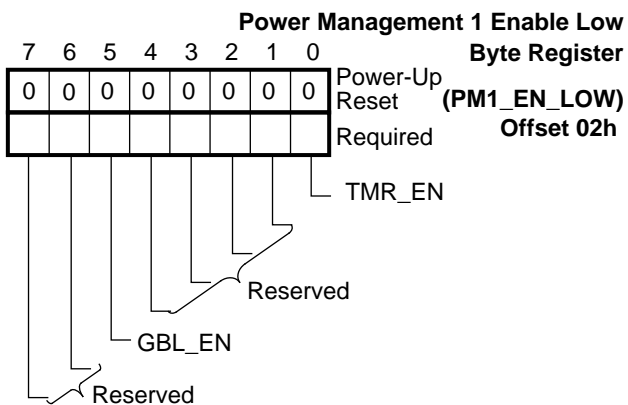 Power Management 1 Enable Low
Byte Register
(PM1_EN_LOW)
Offset 02h
7 6 5 4 3 2 1 0
0 0 0 0 0 0 0 0
Power-Up
Reset
Required
TMR_EN
Reserved
GBL_EN
Reserved